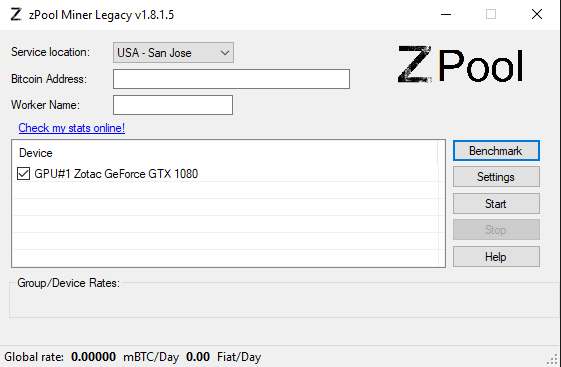 Z zPool Miner Legacy v1.8.1.5
Service location: USA - San Jose
Z Pool
Bitcoin Address:
Worker Name:
Check my stats online!
Device
GPU#1 Zotac GeForce GTX 1080
Benchmark
Settings
Start
Stop
Help
Group/Device Rates:
Global rate: 0.00000 mBTC/Day 0.00 Fiat/Day